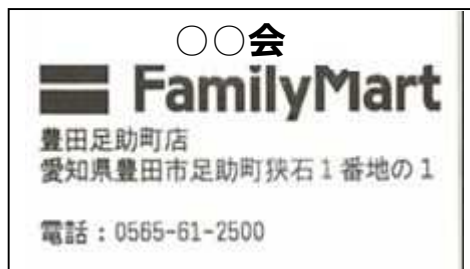 ○○会
FamilyMart
豊田足助町店
愛知県豊田市足助町狭石1番地の1
電話：0565-61-2500